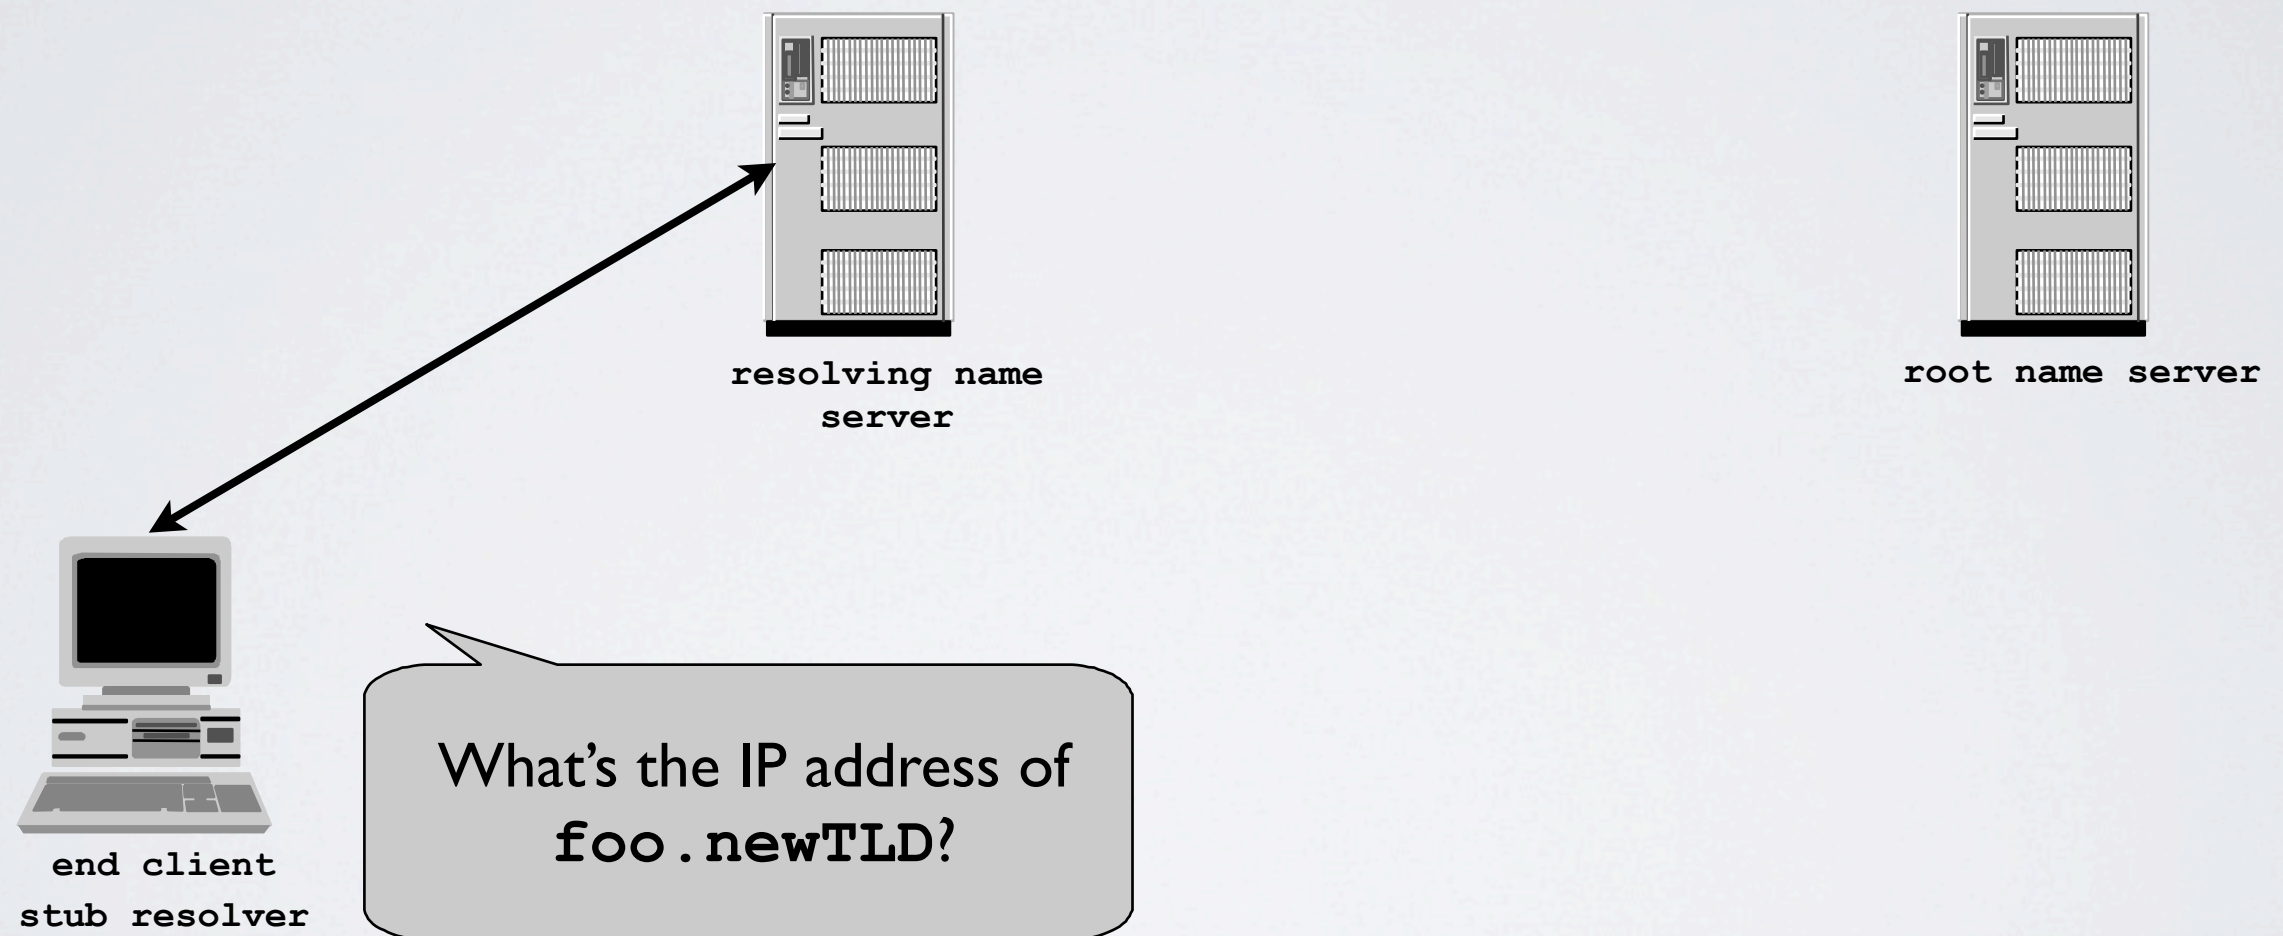 resolving name
server
root name server
What’s the IP address of
foo.newTLD?
end client
stub resolver